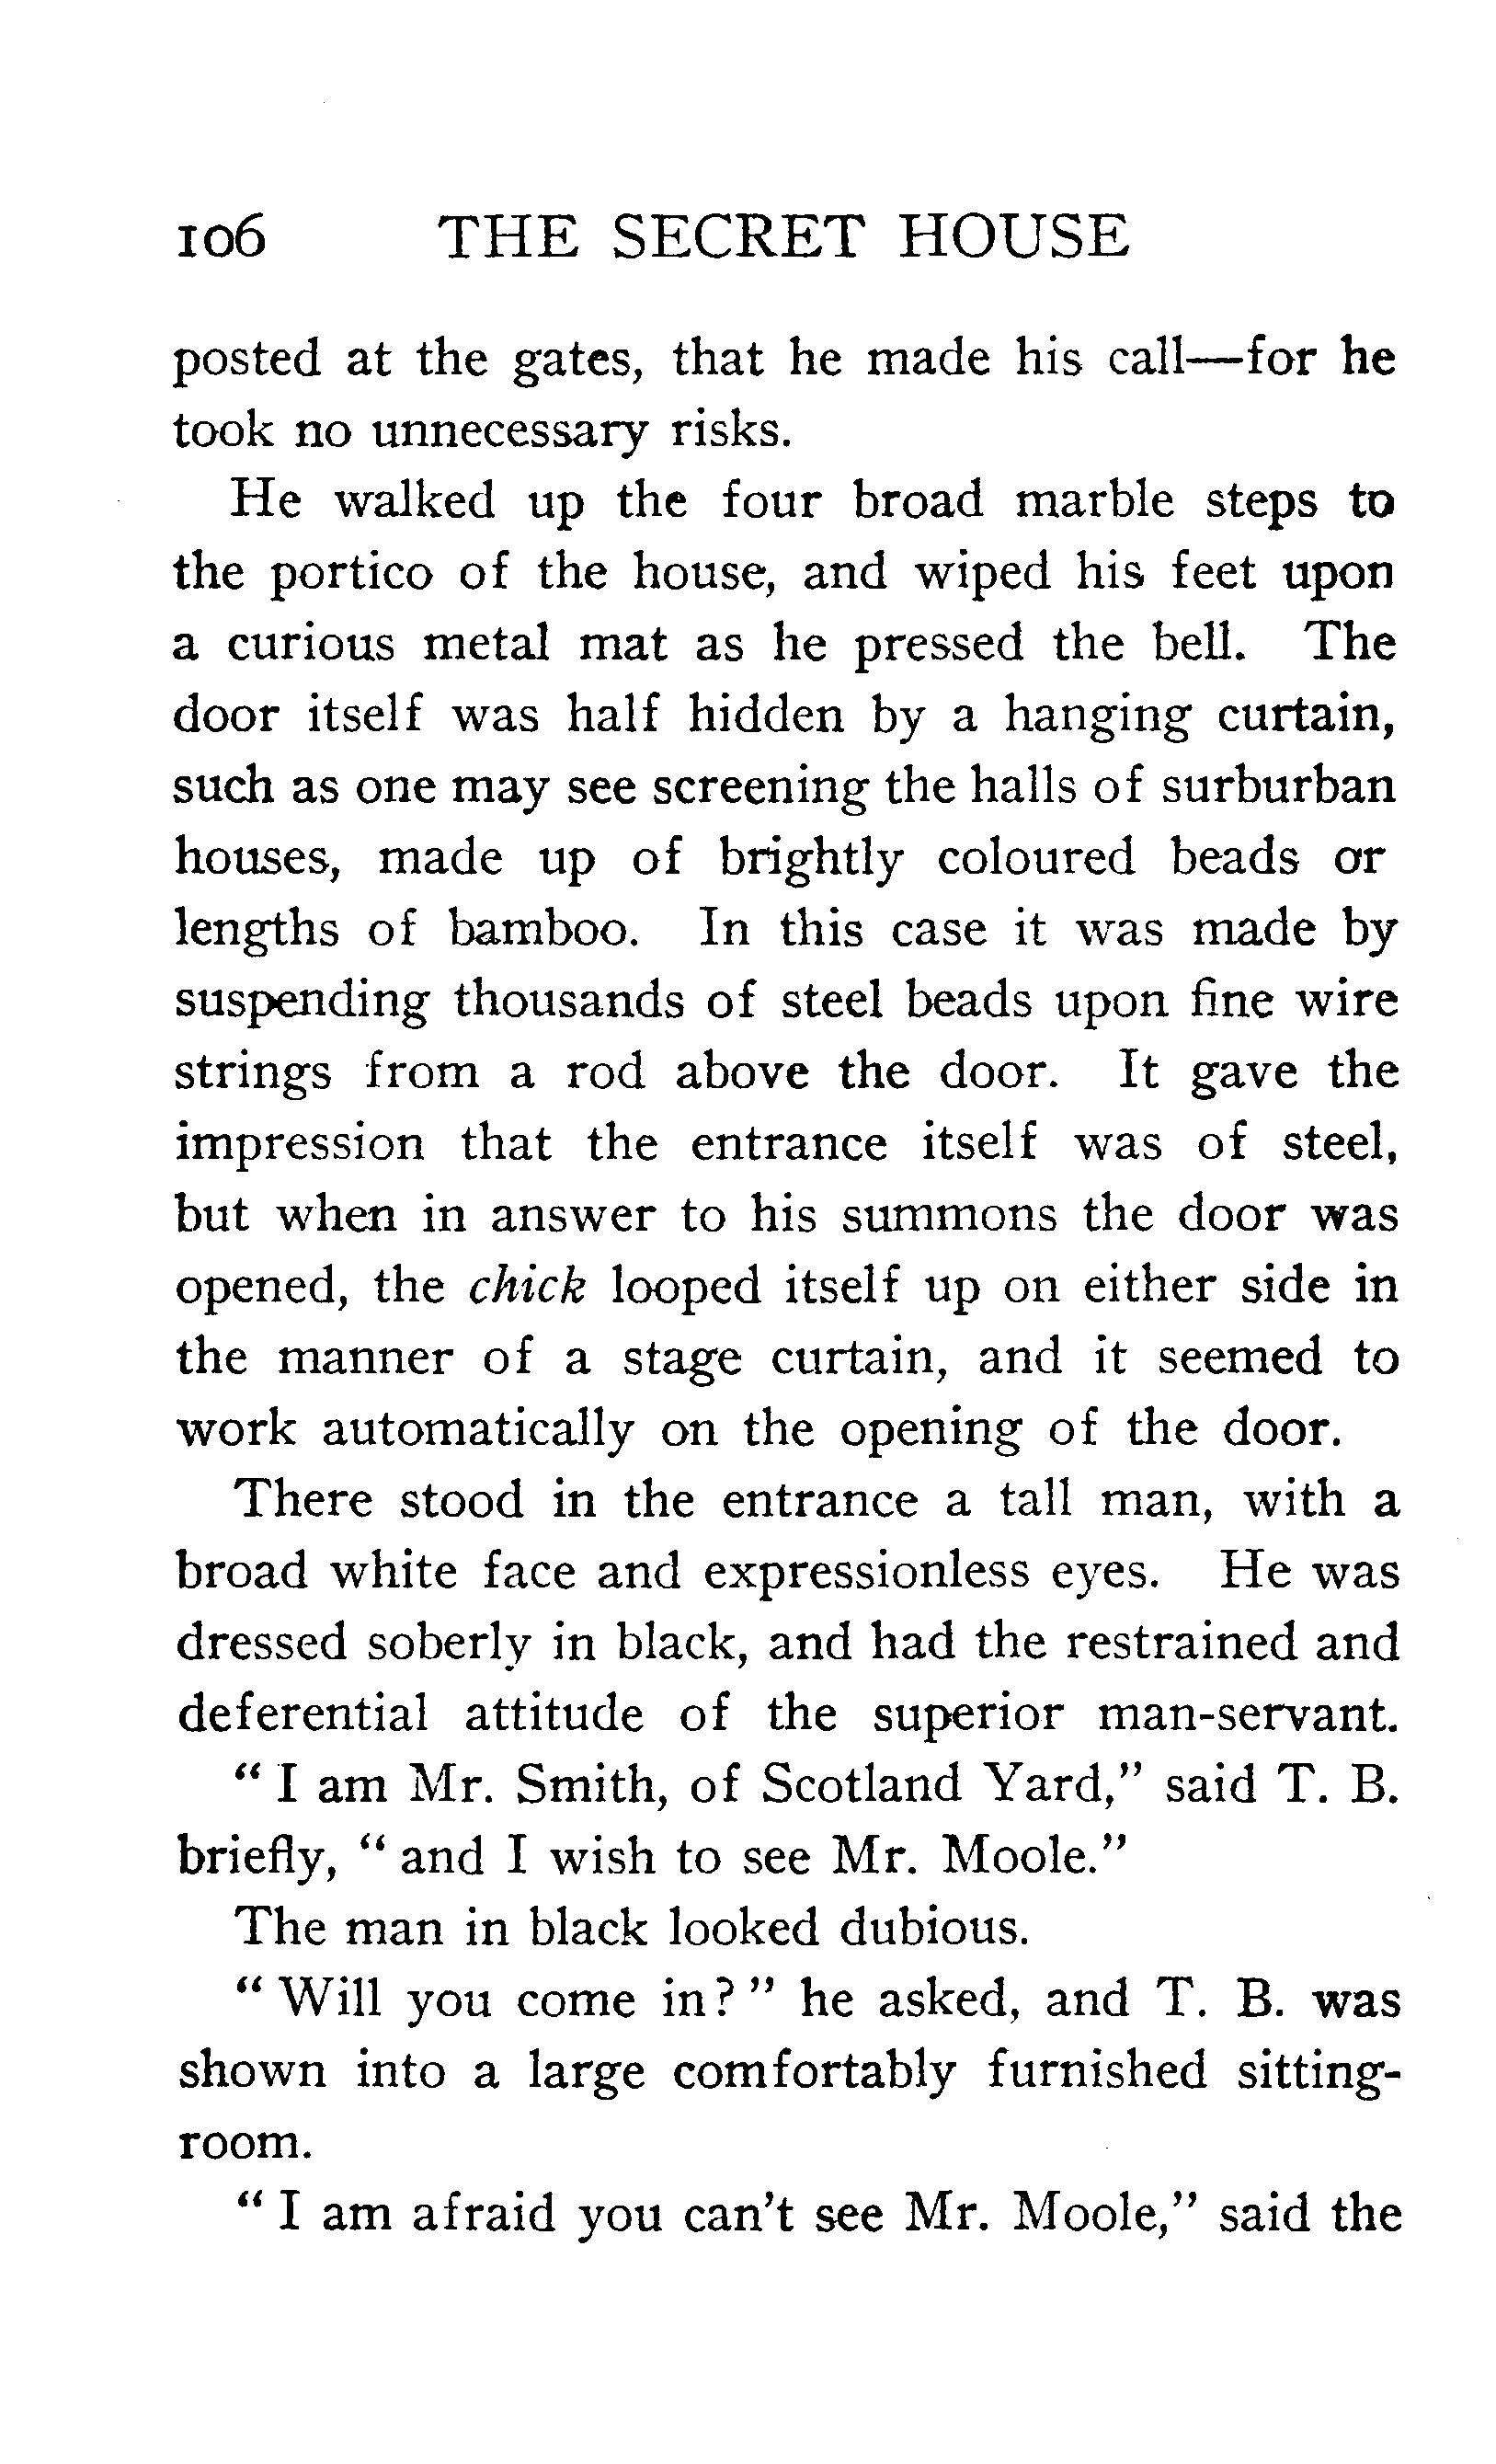 106 THE SECRET HOUSE
posted at the gates, that he made his call—for he
took no unnecessary risks.
He walked up the four broad marble steps to
the portico of the house, and wiped his feet upon
a curious metal mat as he pressed the bell. The
door itself was half hidden by a hanging curtain,
such as one may see screening the halls of surburban
houses, made up of brightly coloured beads or
lengths of bamboo. In this case it was made by
suspending thousands of steel beads upon fine wire
strings from a rod above the door. It gave the
impression that the entrance itself was of steel,
but when in answer to his summons the door was
opened, the chick looped itself up on either side in
the manner of a stage curtain, and it seemed to
work automatically on the opening of the door.
There stood in the entrance a tall man, with a
broad white face and expressionless eyes. He was
dressed soberly in black, and had the restrained and
deferential attitude of the superior man-servant.
“ I am Mr. Smith, of Scotland Yard,” said T. B.
briefly, “ and I wish to see Mr. Moole.”
The man in black looked dubious.
“ Will you come in? ” he asked, and T. B. was
shown into a large comfortably furnished sitting-
room.
“ I am afraid you can't see Mr. Moole,” said the